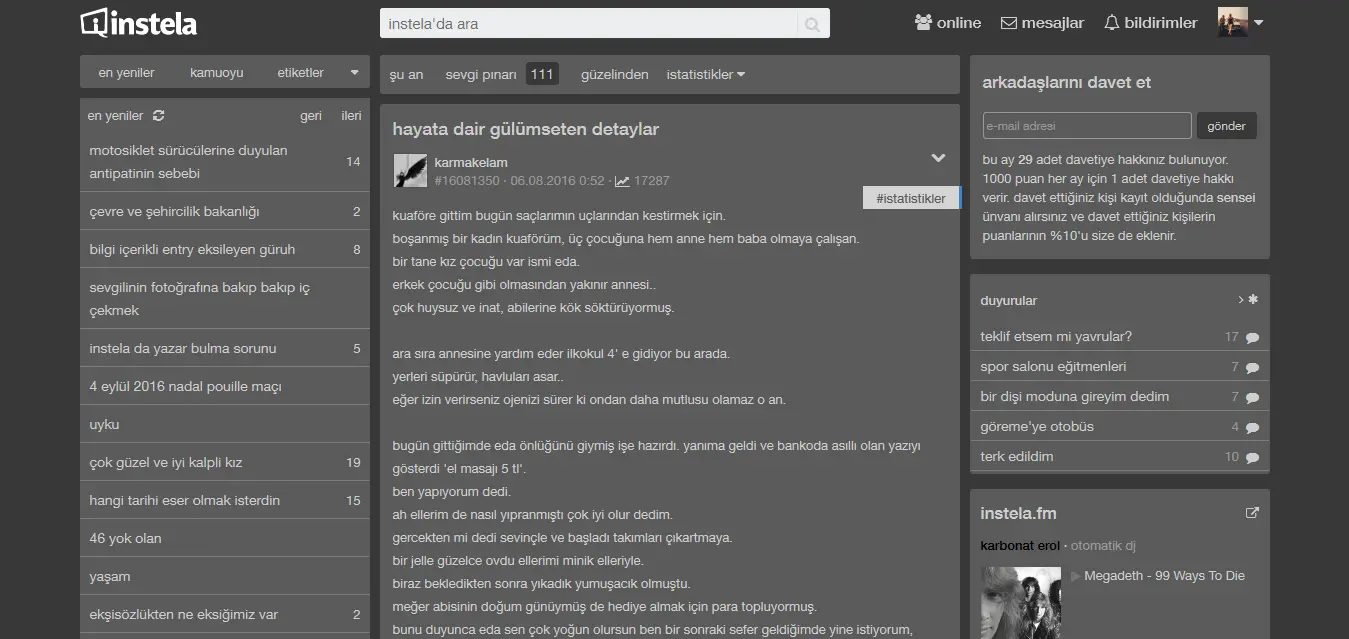 instela
instela'da ara
online
mesajlar
bildirimler
en yeniler
kamuoyu
etiketler
en yeniler
geri
ileri
motosiklet sürücülerine duyulan
antipatinin sebebi
14
çevre ve şehircilik bakanlığı
2
bilgi içerikli entry eksileyen güruh
8
sevgilinin fotoğrafına bakıp bakıp iç
çekmek
instela da yazar bulma sorunu
5
4 eylül 2016 nadal pouille maçı
uyku
çok güzel ve iyi kalpli kız
19
hangi tarihi eser olmak isterdin
15
46 yok olan
yaşam
ekşisözlükten ne eksiğimiz var
2
şu an
sevgi pınarı
111
güzelinden
istatistikler
hayata dair gülümseten detaylar
karmakelam
#16081350 · 06.08.2016 0:52 · 17287
#istatistikler
kuaföre gittim bugün saçlarımın uçlarından kestirmek için.
boşanmış bir kadın kuaförüm, üç çocuğuna hem anne hem baba olmaya çalışan.
bir tane kız çocuğu var ismi eda.
erkek çocuğu gibi olmasından yakınır annesi..
çok huysuz ve inat, abilerine kök söktürüyormuş.
ara sıra annesine yardım eder ilkokul 4' e gidiyor bu arada.
yerleri süpürür, havluları asar..
eğer izin verirseniz ojenizi sürer ki ondan daha mutlusu olamaz o an.
bugün gittiğimde eda önlüğünü giymiş işe hazırdı. yanıma geldi ve bankoda asıllı olan yazıyı
gösterdi 'el masajı 5 tl'.
ben yapıyorum dedi.
ah ellerim de nasıl yıpranmıştı çok iyi olur dedim.
gercekten mi dedi sevinçle ve başladı takımları çıkartmaya.
bir jelle güzelce ovdu ellerimi minik elleriyle.
biraz bekledikten sonra yıkadık yumuşacık olmuştu.
meğer abisinin doğum günüymüş de hediye almak için para topluyormuş.
bunu duyunca eda sen çok yoğun olursun ben bir sonraki sefer geldiğimde yine istiyorum,
arkadaşlarını davet et
e-mail adresi
gönder
bu ay 29 adet davetiye hakkınız bulunuyor.
1000 puan her ay için 1 adet davetiye hakkı
verir. davet ettiğiniz kişi kayıt olduğunda sensei
ünvanı alırsınız ve davet ettiğiniz kişilerin
puanlarının %10'u size de eklenir.
duyurular
teklif etsem mi yavrular?
17
spor salonu eğitmenleri
7
bir dişi moduna gireyim dedim
7
göreme'ye otobüs
4
terk edildim
10
instela.fm
karbonat erol · otomatik dj
Megadeth - 99 Ways To Die